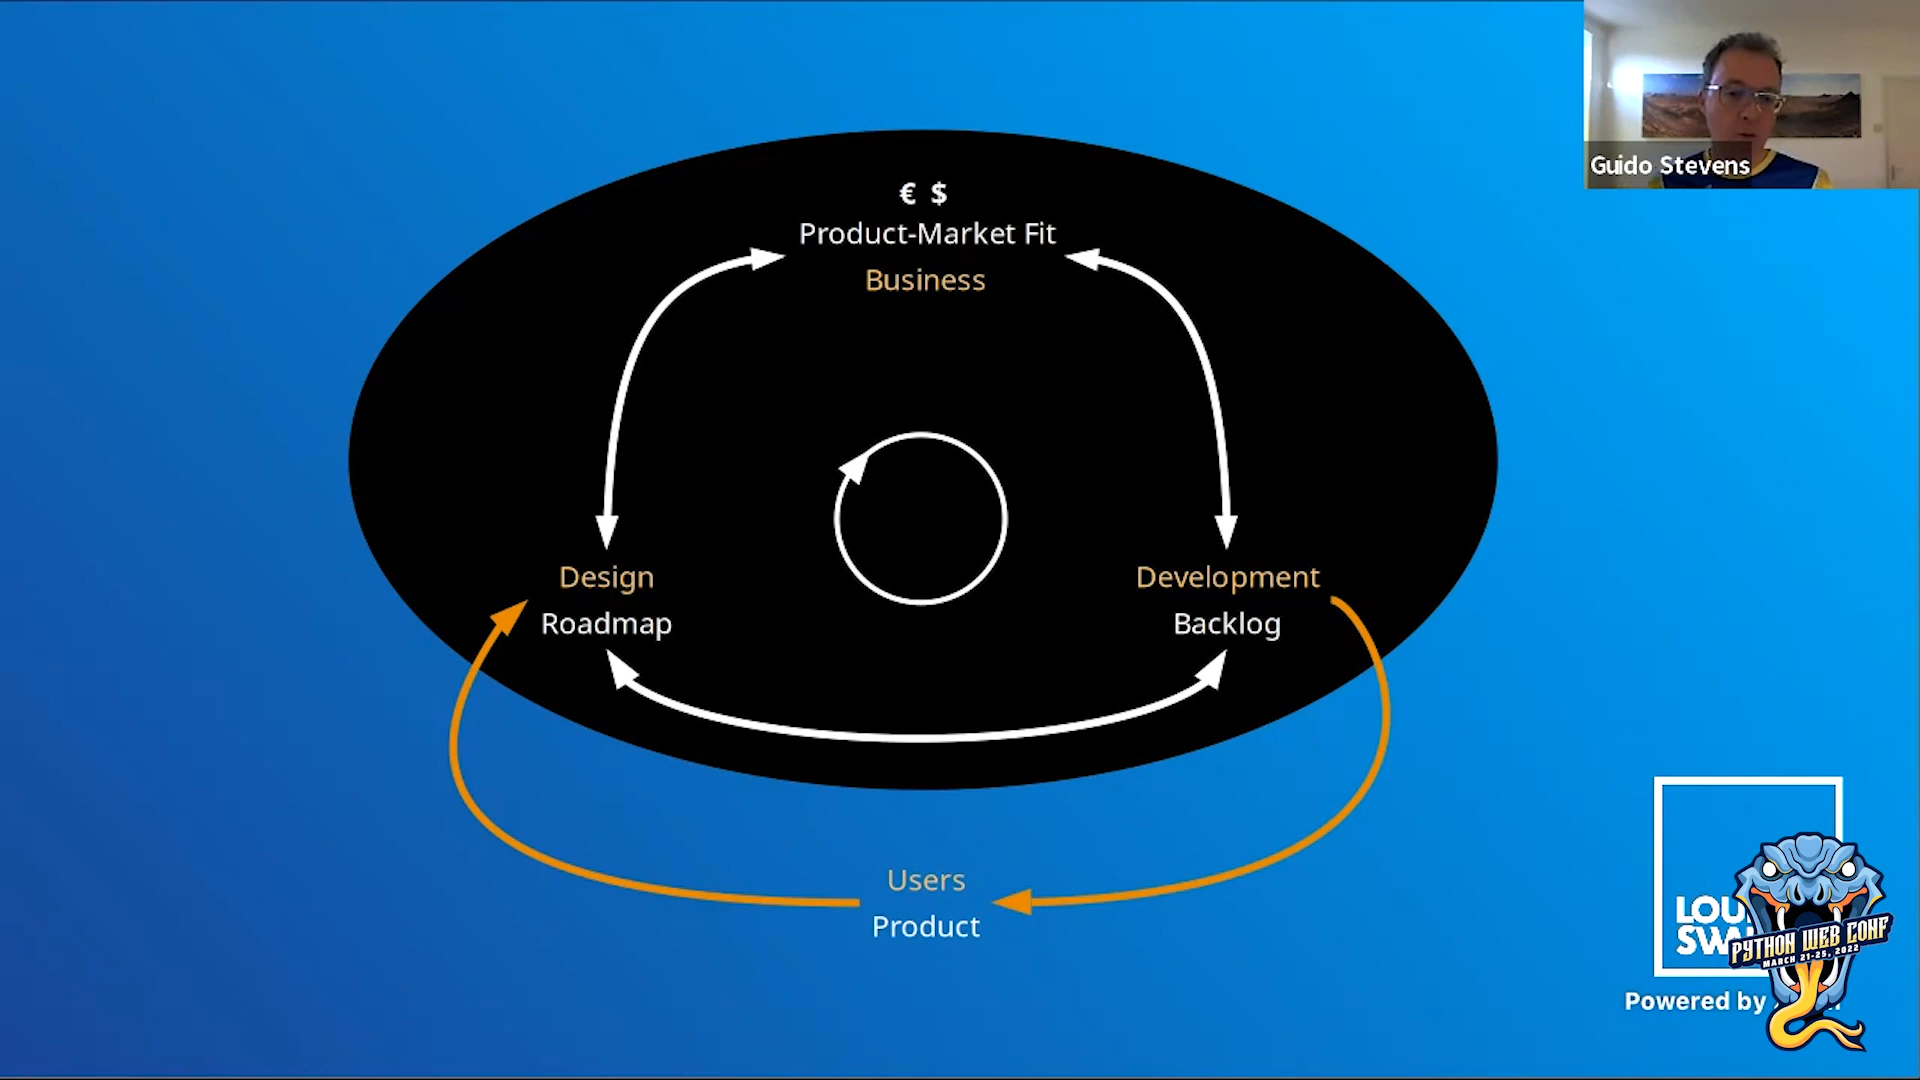 € $
Product-Market Fit
Business
Design
Roadmap
Development
Backlog
Users
Product
Guido Stevens
PYTHON WEB CONF
MARCH 21-25, 2022
Powered by